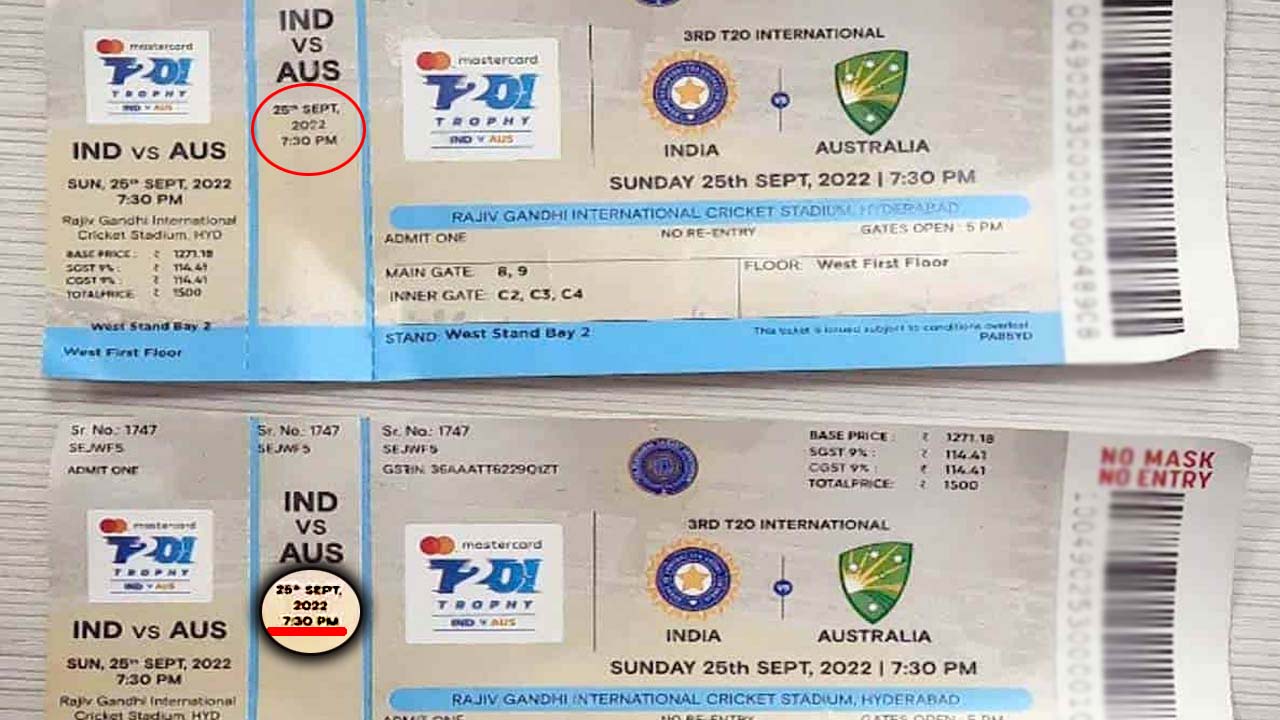 mastercard
T20I
TROPHY
IND v AUS
IND vs AUS
SUN, 25th SEPT, 2022
7:30 PM
Rajiv Gandhi International
Cricket Stadium, HYD
BASE PRICE : ₹ 1271.18
SGST 9% : ₹ 114.41
CGST 9% : ₹ 114.41
TOTALPRICE: ₹ 1500
West Stand Bay 2
West First Floor
IND
VS
AUS
25th SEPT,
2022
7:30 PM
mastercard
T20I
TROPHY
IND v AUS
3RD T20 INTERNATIONAL
INDIA
AUSTRALIA
SUNDAY 25th SEPT, 2022 | 7:30 PM
RAJIV GANDHI INTERNATIONAL CRICKET STADIUM, HYDERABAD
ADMIT ONE NO RE-ENTRY GATES OPEN : 5 PM
MAIN GATE: 8, 9
INNER GATE: C2, C3, C4
FLOOR: West First Floor
STAND: West Stand Bay 2
This ticket is issued subject to conditions overleaf.
PABSYD
Sr. No.: 1747
SEJWF5
ADMIT ONE
mastercard
T20I
TROPHY
IND v AUS
IND vs AUS
SUN, 25th SEPT, 2022
7:30 PM
Rajiv Gandhi International
Cricket Stadium, HYD
Sr. No.: 1747
SEJWF5
IND
VS
AUS
25th SEPT,
2022
7:30 PM
Sr. No.: 1747
SEJWF5
GSTIN: 36AAATT6229Q1ZT
BASE PRICE : ₹ 1271.18
SGST 9% : ₹ 114.41
CGST 9% : ₹ 114.41
TOTALPRICE: ₹ 1500
mastercard
T20I
TROPHY
IND v AUS
3RD T20 INTERNATIONAL
INDIA
AUSTRALIA
SUNDAY 25th SEPT, 2022 | 7:30 PM
RAJIV GANDHI INTERNATIONAL CRICKET STADIUM, HYDERABAD
ADMIT ONE NO RE-ENTRY GATES OPEN : 5 PM
NO MASK
NO ENTRY